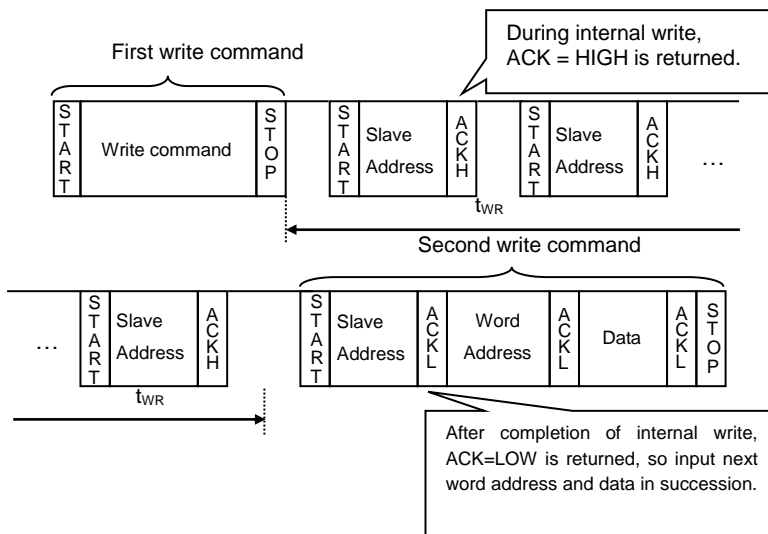 First write command
During internal write,
ACK = HIGH is returned.
START
Write command
STOP
START
Slave
Address
ACKH
START
Slave
Address
ACKH
…
tWR
Second write command
…
START
Slave
Address
ACKH
START
Slave
Address
ACKL
Word
Address
ACKL
Data
ACKL
STOP
tWR
After completion of internal write,
ACK=LOW is returned, so input next
word address and data in succession.